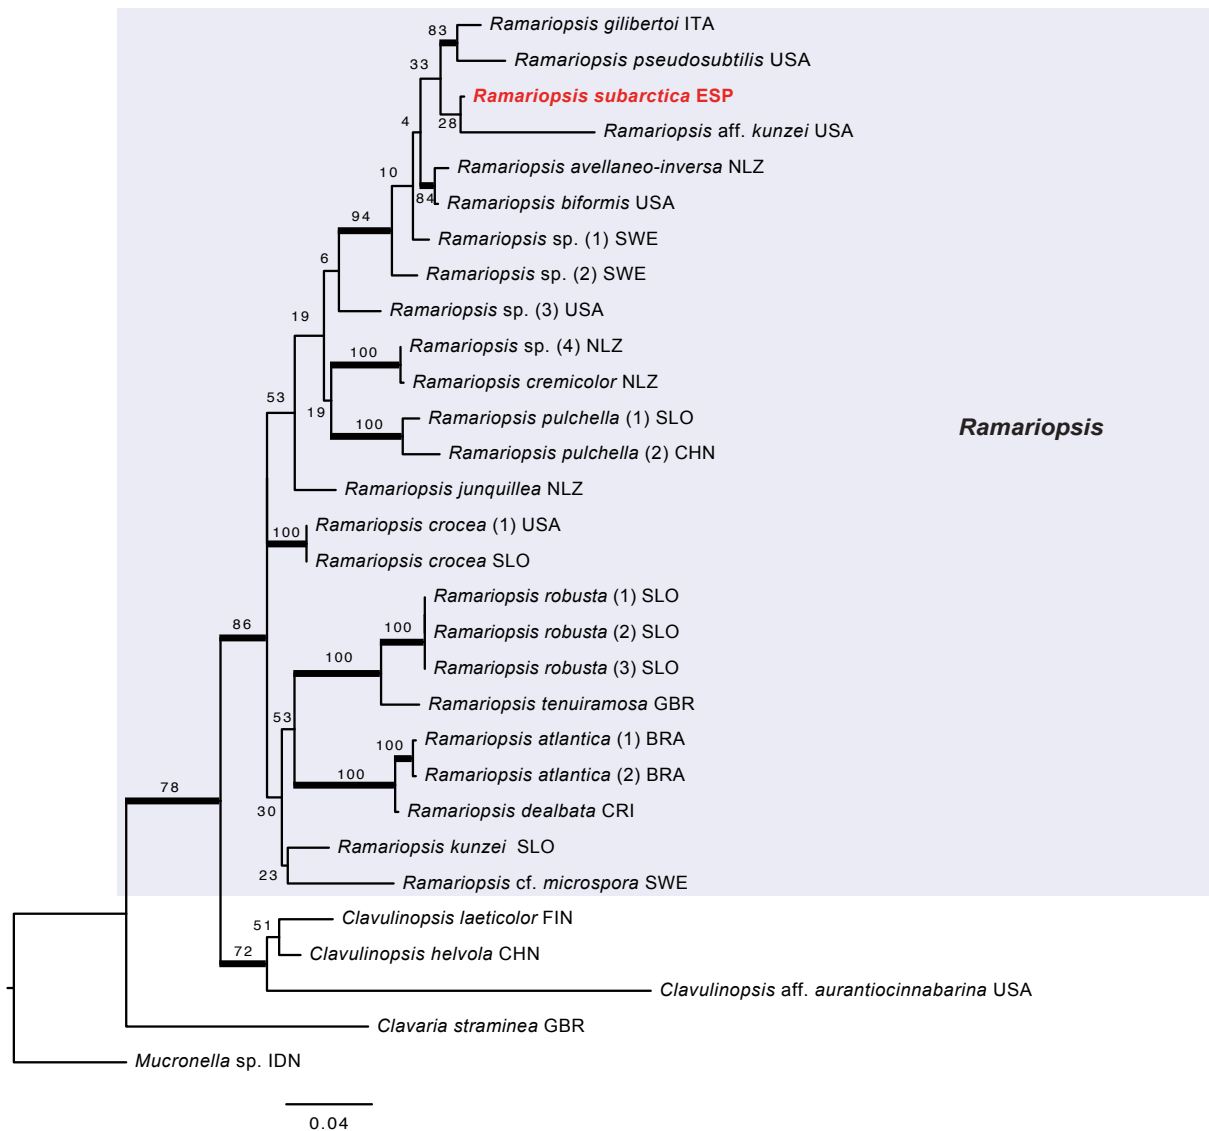 83
Ramariopsis gilibertoi ITA
Ramariopsis pseudosubtilis USA
33
Ramariopsis subarctica ESP
28
Ramariopsis aff. kunzei USA
4
Ramariopsis avellaneo-inversa NLZ
10
84
Ramariopsis biformis USA
94
Ramariopsis sp. (1) SWE
6
Ramariopsis sp. (2) SWE
Ramariopsis sp. (3) USA
19
100
Ramariopsis sp. (4) NLZ
Ramariopsis cremicolor NLZ
53
19
100
Ramariopsis pulchella (1) SLO
Ramariopsis
Ramariopsis pulchella (2) CHN
Ramariopsis junquillea NLZ
100
Ramariopsis crocea (1) USA
Ramariopsis crocea SLO
Ramariopsis robusta (1) SLO
86
100
Ramariopsis robusta (2) SLO
100
Ramariopsis robusta (3) SLO
53
Ramariopsis tenuiramosa GBR
100
Ramariopsis atlantica (1) BRA
100
Ramariopsis atlantica (2) BRA
78
30
Ramariopsis dealbata CRI
Ramariopsis kunzei SLO
23
Ramariopsis cf. microspora SWE
51
Clavulinopsis laeticolor FIN
72
Clavulinopsis helvola CHN
Clavulinopsis aff. aurantiocinnabarina USA
Clavaria straminea GBR
Mucronella sp. IDN
0.04